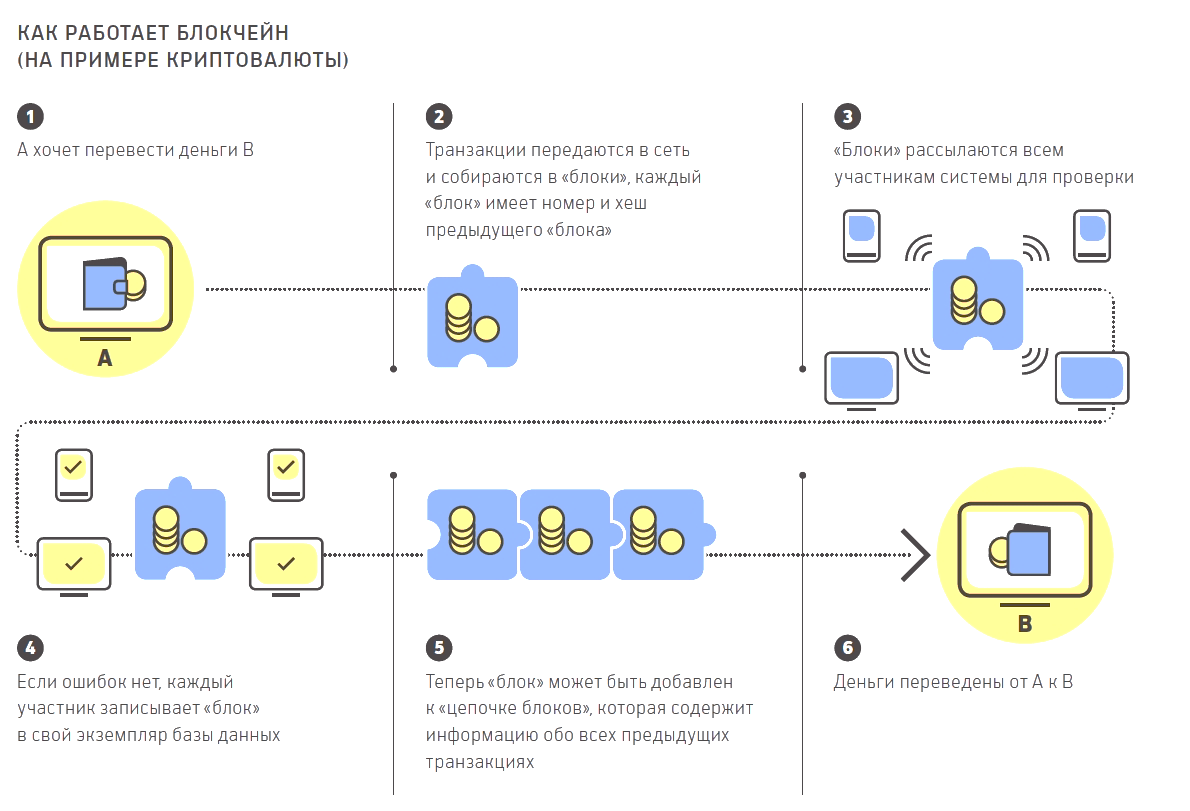 КАК РАБОТАЕТ БЛОКЧЕЙН
(НА ПРИМЕРЕ КРИПТОВАЛЮТЫ)
1
А хочет перевести деньги В
A
2
Транзакции передаются в сеть
и собираются в «блоки», каждый
«блок» имеет номер и хеш
предыдущего «блока»
3
«Блоки» рассылаются всем
участникам системы для проверки
4
Если ошибок нет, каждый
участник записывает «блок»
в свой экземпляр базы данных
5
Теперь «блок» может быть добавлен
к «цепочке блоков», которая содержит
информацию обо всех предыдущих
транзакциях
B
6
Деньги переведены от А к В